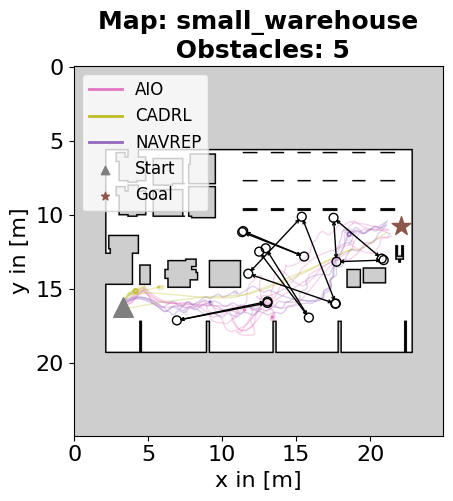 Map: small_warehouse
Obstacles: 5
AIO
CADRL
NAVREP
Start
Goal
0
5
10
15
20
y in [m]
0
5
10
15
20
x in [m]